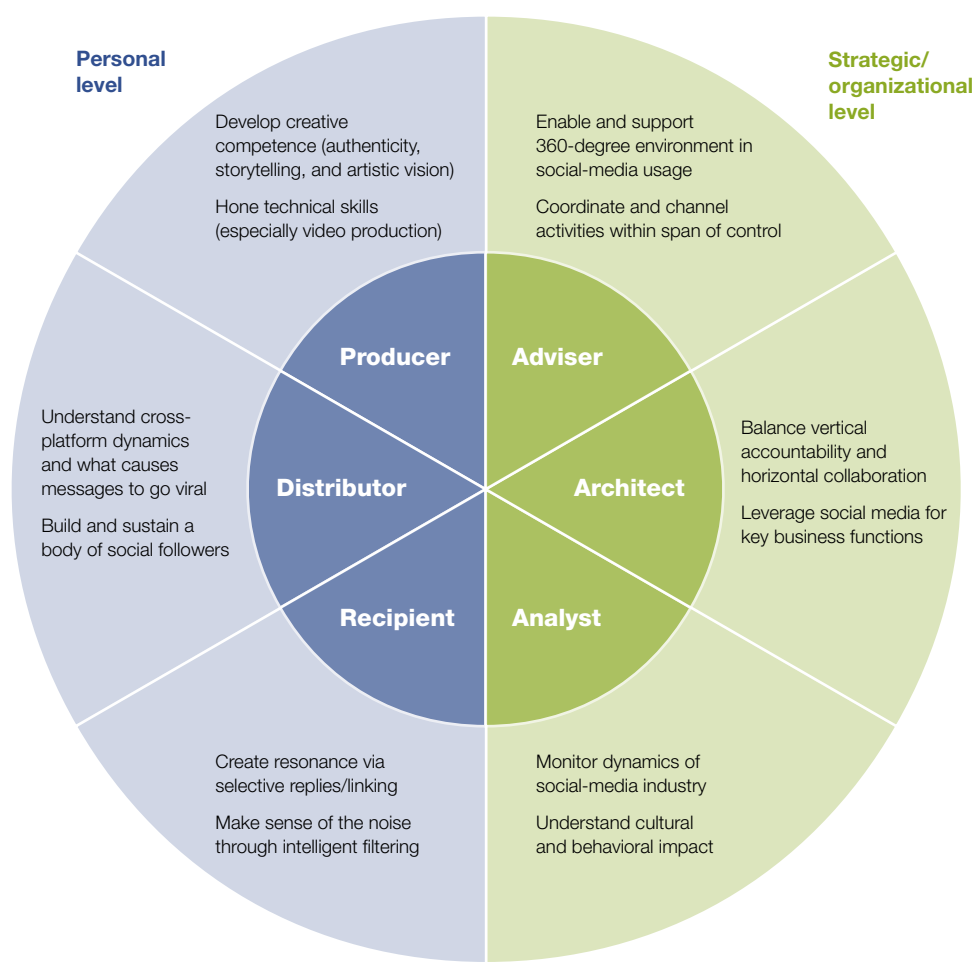 Personal
level
Strategic/
organizational
level
Develop creative
competence (authenticity,
storytelling, and artistic vision)
Hone technical skills
(especially video production)
Enable and support
360-degree environment in
social-media usage
Coordinate and channel
activities within span of control
Producer
Adviser
Understand cross-
platform dynamics
and what causes
messages to go viral
Build and sustain a
body of social followers
Distributor
Architect
Balance vertical
accountability and
horizontal collaboration
Leverage social media for
key business functions
Recipient
Analyst
Create resonance via
selective replies/linking
Make sense of the noise
through intelligent filtering
Monitor dynamics of
social-media industry
Understand cultural
and behavioral impact